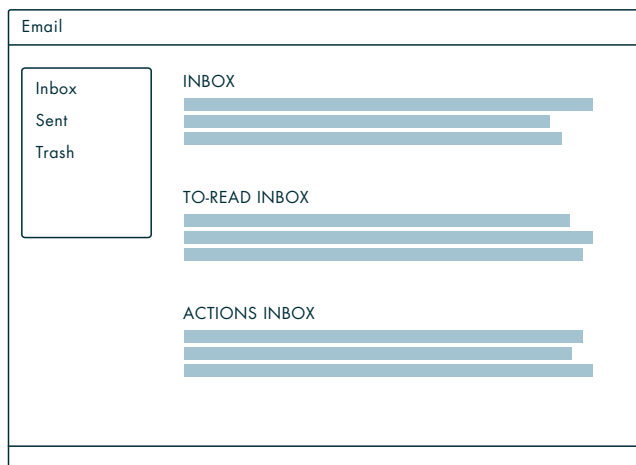 Email
Inbox
Sent
Trash
INBOX
TO-READ INBOX
ACTIONS INBOX